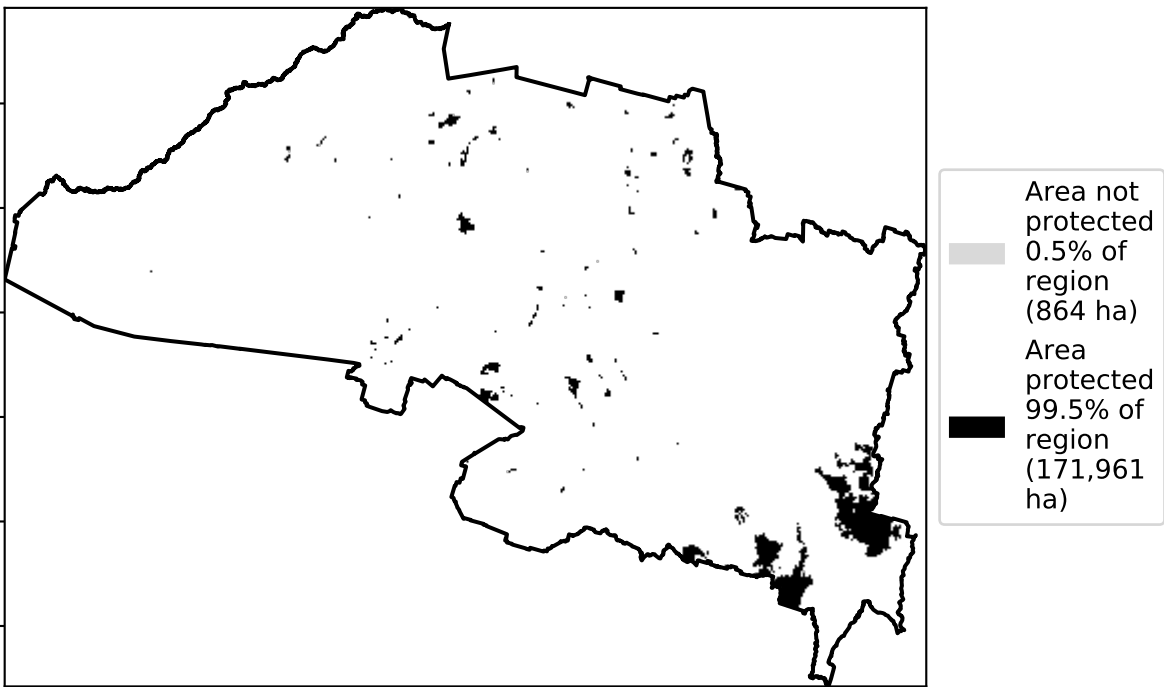 Area not
protected
0.5% of
region
(864 ha)
Area
protected
99.5% of
region
(171,961
ha)